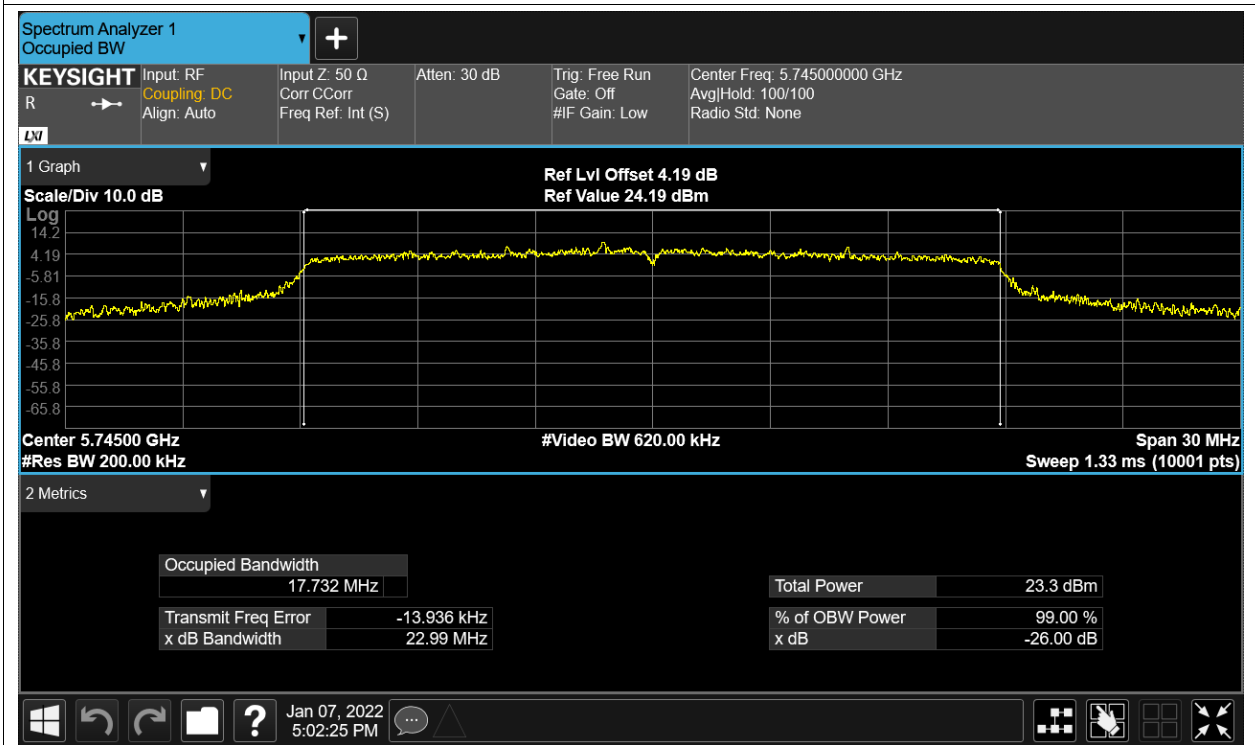 Spectrum Analyzer 1
Occupied BW
KEYSIGHT
R
LXI
Input: RF
Coupling: DC
Align: Auto
Input Z: 50 Ω
Corr CCorr
Freq Ref: Int (S)
Atten: 30 dB
Trig: Free Run
Gate: Off
#IF Gain: Low
Center Freq: 5.745000000 GHz
Avg|Hold: 100/100
Radio Std: None
1 Graph
Scale/Div 10.0 dB
Ref Lvl Offset 4.19 dB
Ref Value 24.19 dBm
Log
14.2
4.19
-5.81
-15.8
-25.8
-35.8
-45.8
-55.8
-65.8
Center 5.74500 GHz
#Video BW 620.00 kHz
Span 30 MHz
#Res BW 200.00 kHz
Sweep 1.33 ms (10001 pts)
2 Metrics
Occupied Bandwidth
17.732 MHz
Total Power 23.3 dBm
Transmit Freq Error -13.936 kHz
% of OBW Power 99.00 %
x dB Bandwidth 22.99 MHz
x dB -26.00 dB
?
Jan 07, 2022
5:02:25 PM